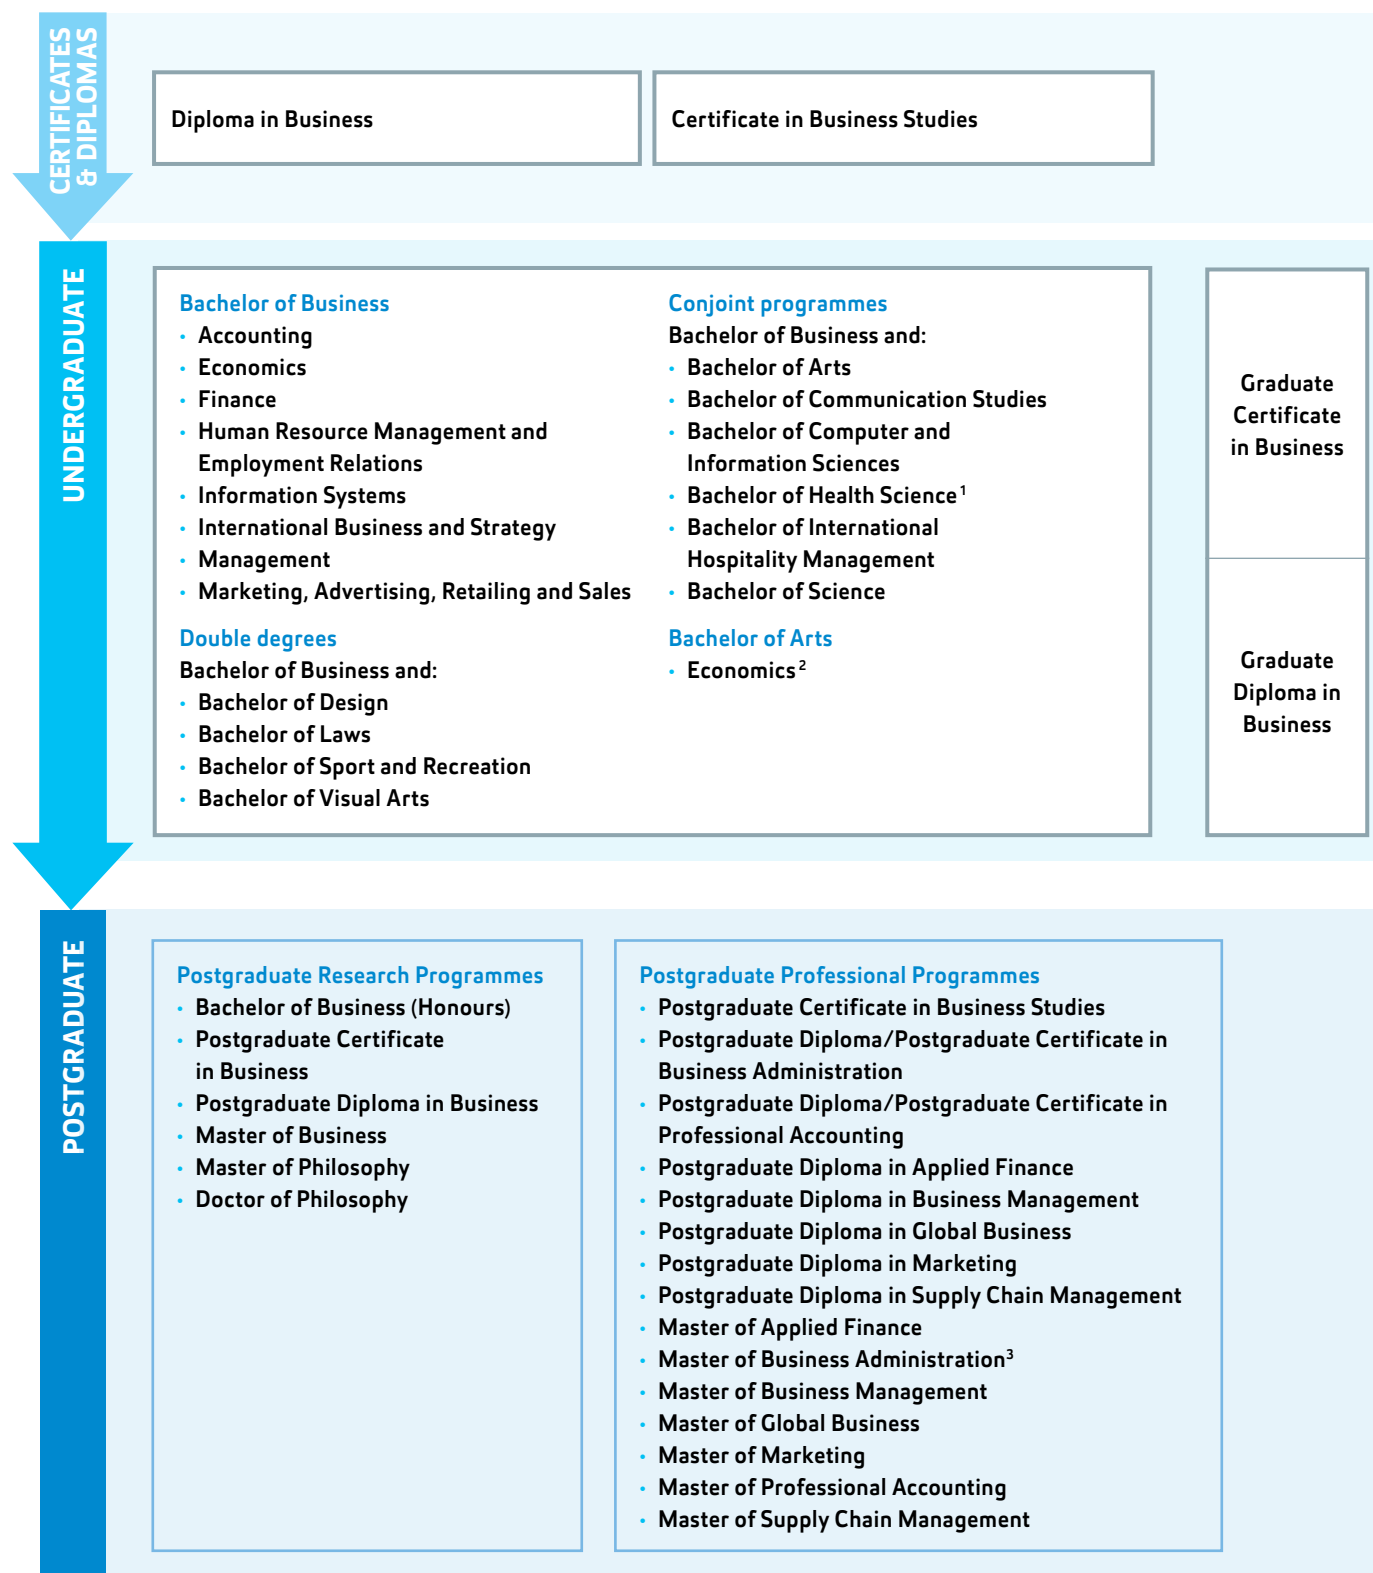 CERTIFICATES
& DIPLOMAS
Diploma in Business
Certificate in Business Studies
UNDERGRADUATE
Bachelor of Business
• Accounting
• Economics
• Finance
• Human Resource Management and
Employment Relations
• Information Systems
• International Business and Strategy
• Management
• Marketing, Advertising, Retailing and Sales
Double degrees
Bachelor of Business and:
• Bachelor of Design
• Bachelor of Laws
• Bachelor of Sport and Recreation
• Bachelor of Visual Arts
Conjoint programmes
Bachelor of Business and:
• Bachelor of Arts
• Bachelor of Communication Studies
• Bachelor of Computer and
Information Sciences
• Bachelor of Health Science¹
• Bachelor of International
Hospitality Management
• Bachelor of Science
Bachelor of Arts
• Economics²
Graduate
Certificate
in Business
Graduate
Diploma in
Business
POSTGRADUATE
Postgraduate Research Programmes
• Bachelor of Business (Honours)
• Postgraduate Certificate
in Business
• Postgraduate Diploma in Business
• Master of Business
• Master of Philosophy
• Doctor of Philosophy
Postgraduate Professional Programmes
• Postgraduate Certificate in Business Studies
• Postgraduate Diploma/Postgraduate Certificate in
Business Administration
• Postgraduate Diploma/Postgraduate Certificate in
Professional Accounting
• Postgraduate Diploma in Applied Finance
• Postgraduate Diploma in Business Management
• Postgraduate Diploma in Global Business
• Postgraduate Diploma in Marketing
• Postgraduate Diploma in Supply Chain Management
• Master of Applied Finance
• Master of Business Administration³
• Master of Business Management
• Master of Global Business
• Master of Marketing
• Master of Professional Accounting
• Master of Supply Chain Management